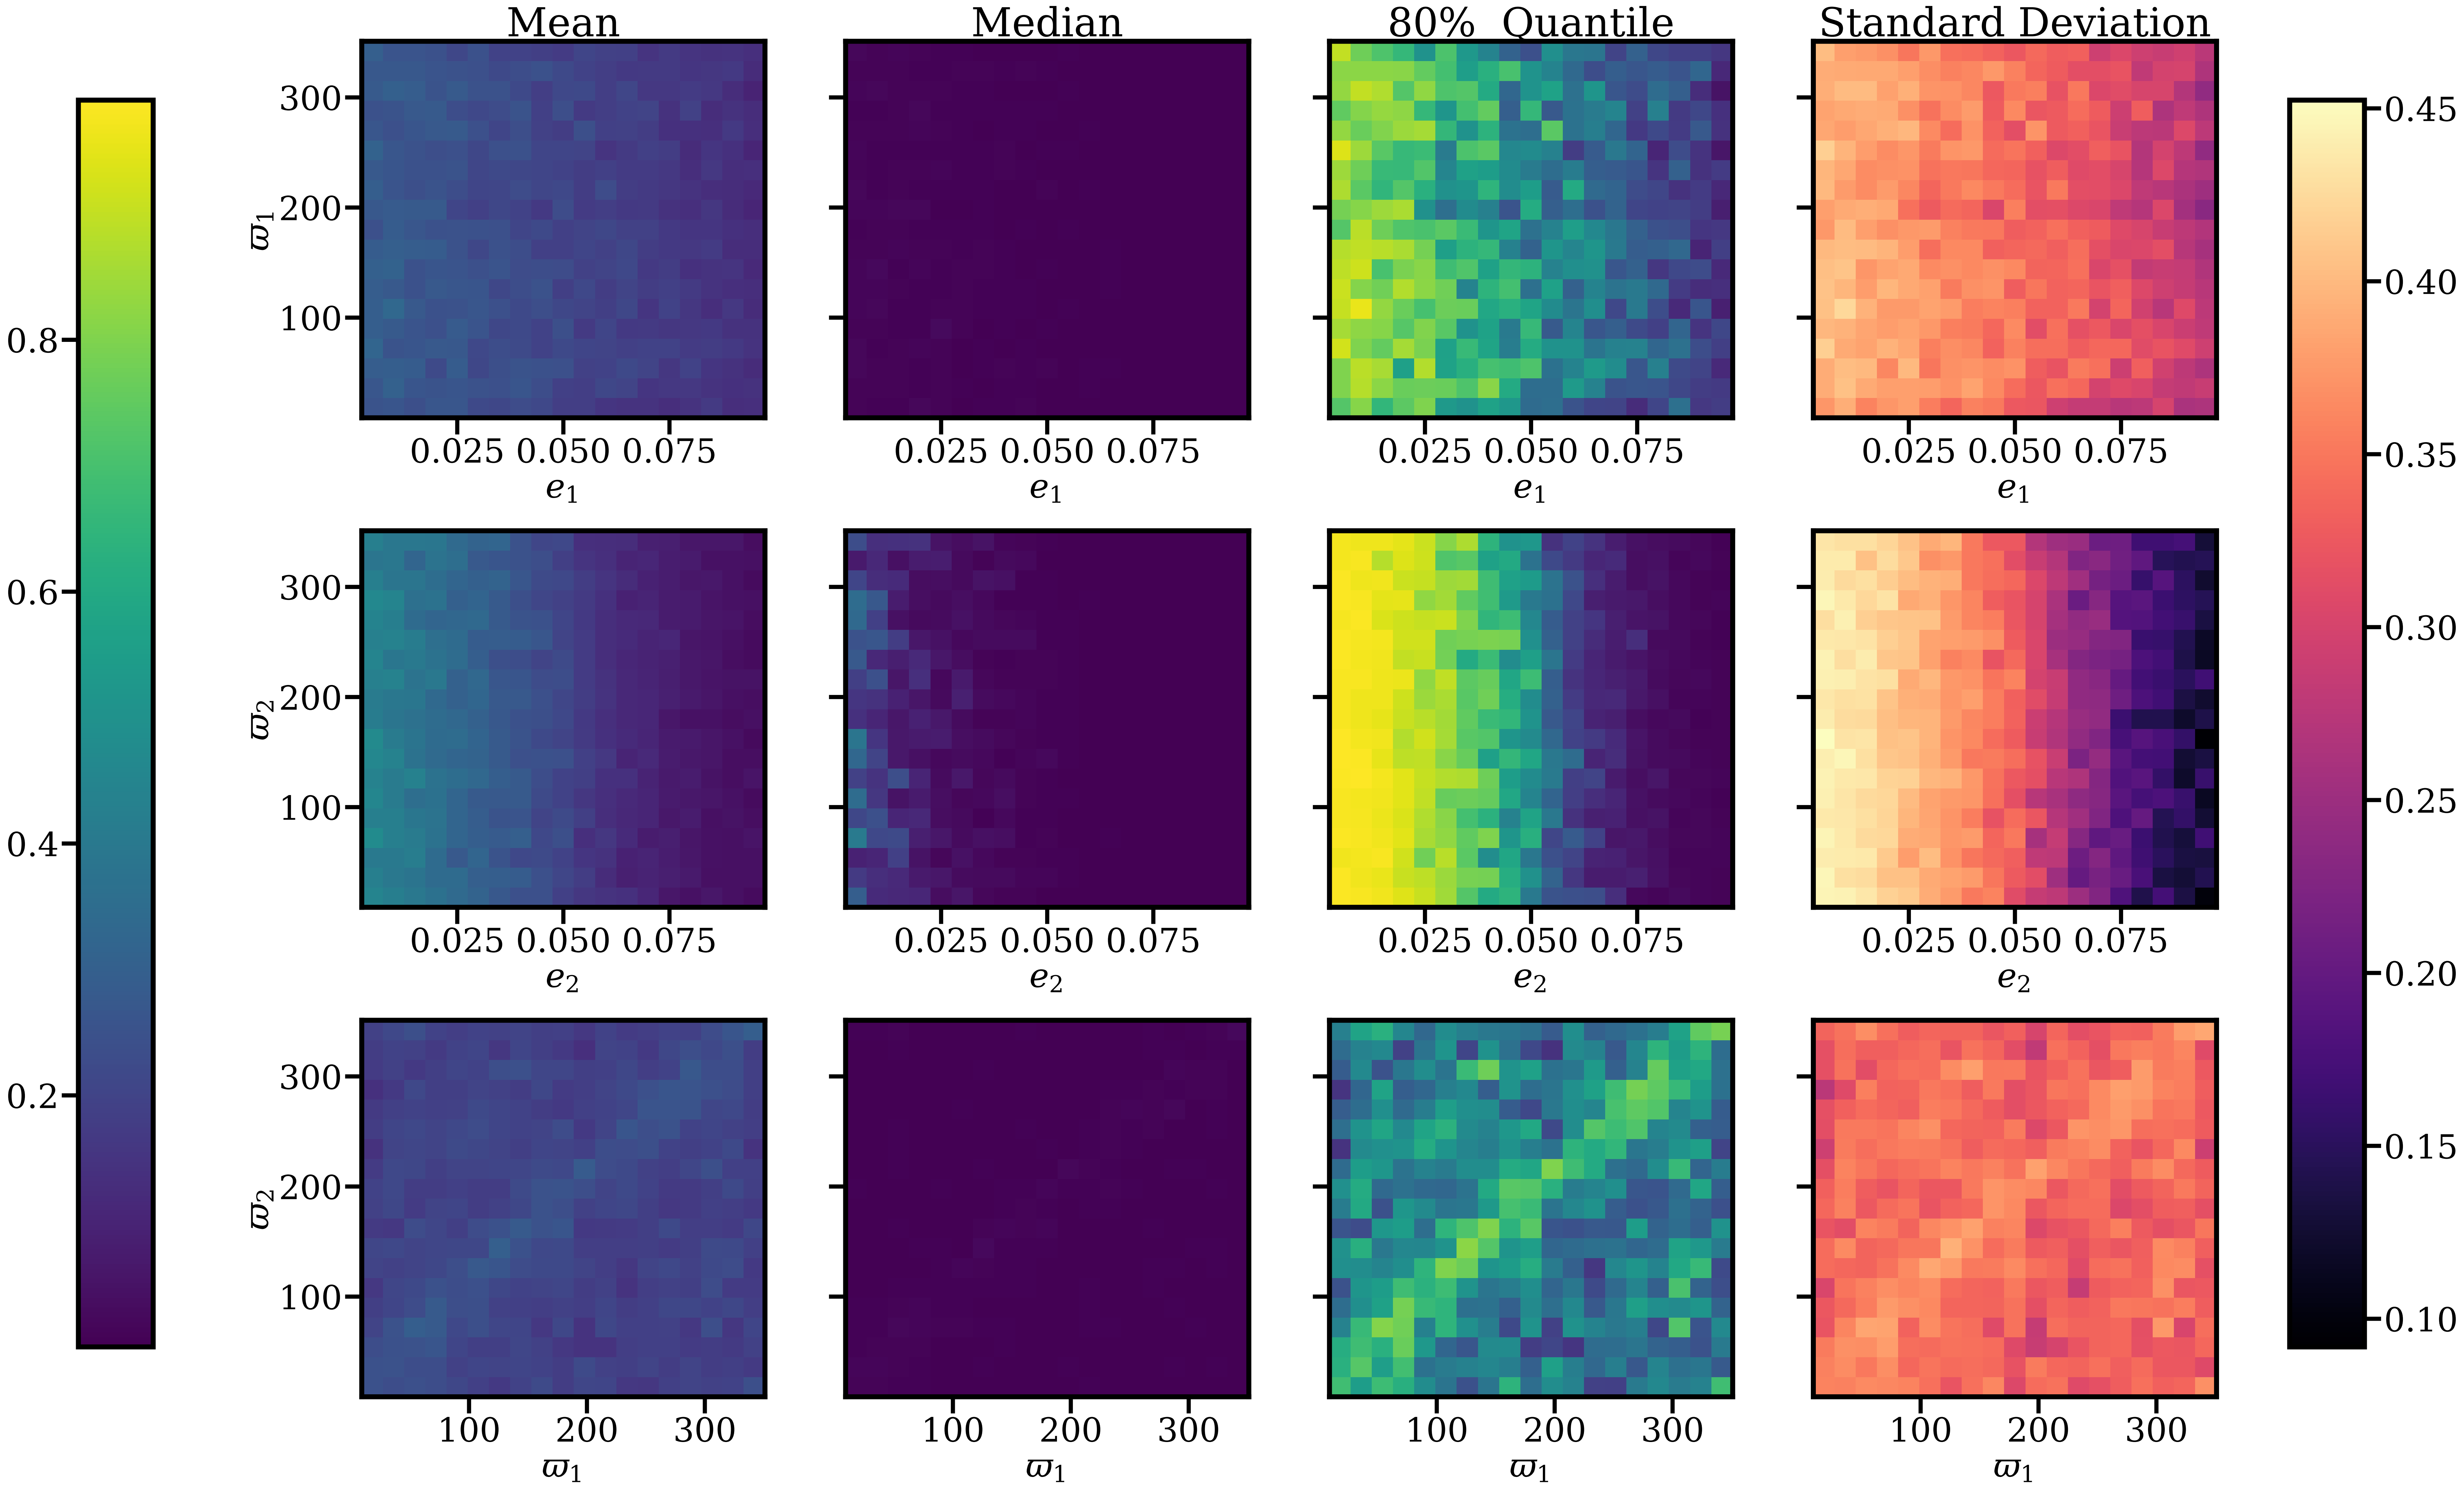 Mean Median 80% Quantile Standard Deviation
0.8
0.6
0.4
0.2
ϖ₁
300
200
100
0.025 0.050 0.075
e₁
0.025 0.050 0.075
e₁
0.025 0.050 0.075
e₁
0.025 0.050 0.075
e₁
ϖ₂
300
200
100
0.025 0.050 0.075
e₂
0.025 0.050 0.075
e₂
0.025 0.050 0.075
e₂
0.025 0.050 0.075
e₂
ϖ₂
300
200
100
100 200 300
ϖ₁
100 200 300
ϖ₁
100 200 300
ϖ₁
100 200 300
ϖ₁
0.45
0.40
0.35
0.30
0.25
0.20
0.15
0.10